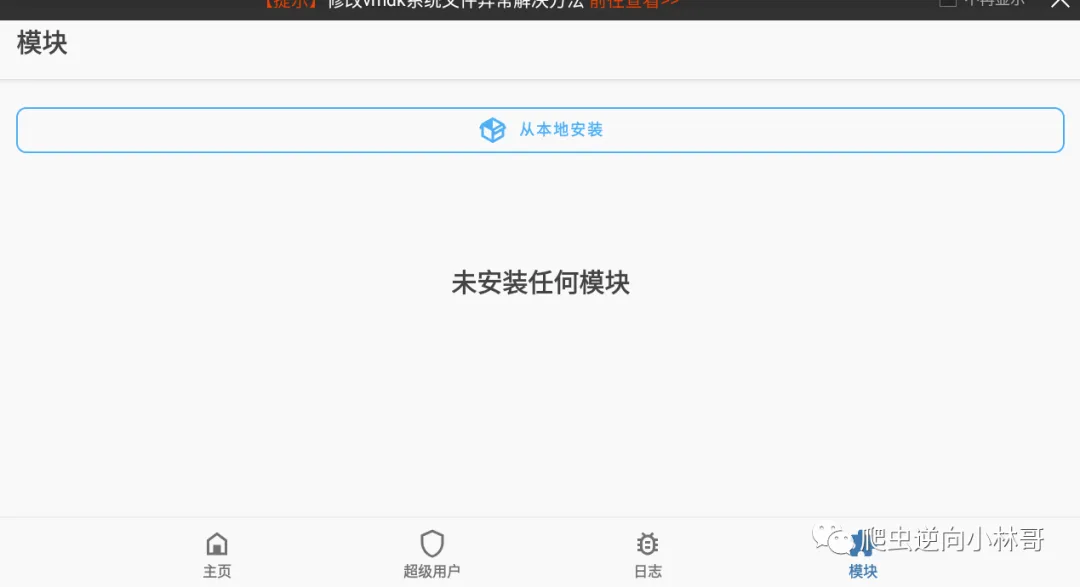 【提示】修改vmdk系统文件异常解决方法 前往查看>> 不再显示
模块
从本地安装
未安装任何模块
爬虫逆向小林哥
主页 超级用户 日志 模块